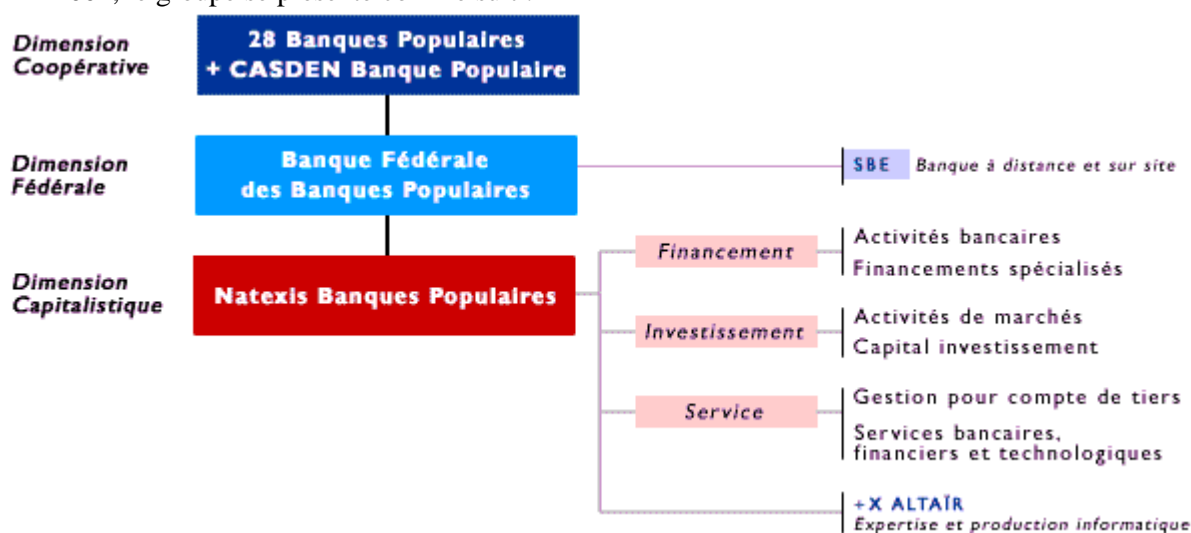 Dimension
Coopérative
28 Banques Populaires
+ CASDEN Banque Populaire
Dimension
Fédérale
Banque Fédérale
des Banques Populaires
SBE Banque à distance et sur site
Dimension
Capitalistique
Natexis Banques Populaires
Financement
Activités bancaires
Financements spécialisés
Investissement
Activités de marchés
Capital investissement
Service
Gestion pour compte de tiers
Services bancaires,
financiers et technologiques
+X ALTAÏR
Expertise et production informatique